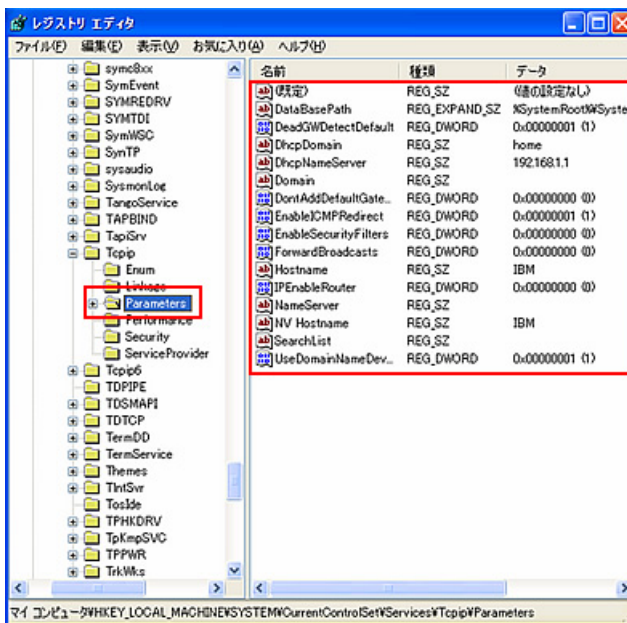 レジストリ エディタ
ファイル(F) 編集(E) 表示(V) お気に入り(A) ヘルプ(H)
symc8xx
SymEvent
SYMREDRV
SYMTDI
SymWSC
SynTP
sysaudio
SysmonLog
TangoService
TAPBIND
TapiSrv
Tcpip
Enum
Linkage
Parameters
Performance
Security
ServiceProvider
Tcpip6
TDPIPE
TDSMAPI
TDTCP
TermDD
TermService
Themes
TlntSvr
TosIde
TPHKDRV
TpKmpSVC
TPPWR
TrkWks
名前 種類 データ
(既定) REG_SZ (値の設定なし)
DataBasePath REG_EXPAND_SZ %SystemRoot%¥Syste
DeadGWDetectDefault REG_DWORD 0x00000001 (1)
DhcpDomain REG_SZ home
DhcpNameServer REG_SZ 192.168.1.1
Domain REG_SZ
DontAddDefaultGate... REG_DWORD 0x00000000 (0)
EnableICMPRedirect REG_DWORD 0x00000001 (1)
EnableSecurityFilters REG_DWORD 0x00000000 (0)
ForwardBroadcasts REG_DWORD 0x00000000 (0)
Hostname REG_SZ IBM
IPEnableRouter REG_DWORD 0x00000000 (0)
NameServer REG_SZ
NV Hostname REG_SZ IBM
SearchList REG_SZ
UseDomainNameDev... REG_DWORD 0x00000001 (1)
マイ コンピュータ¥HKEY_LOCAL_MACHINE¥SYSTEM¥CurrentControlSet¥Services¥Tcpip¥Parameters